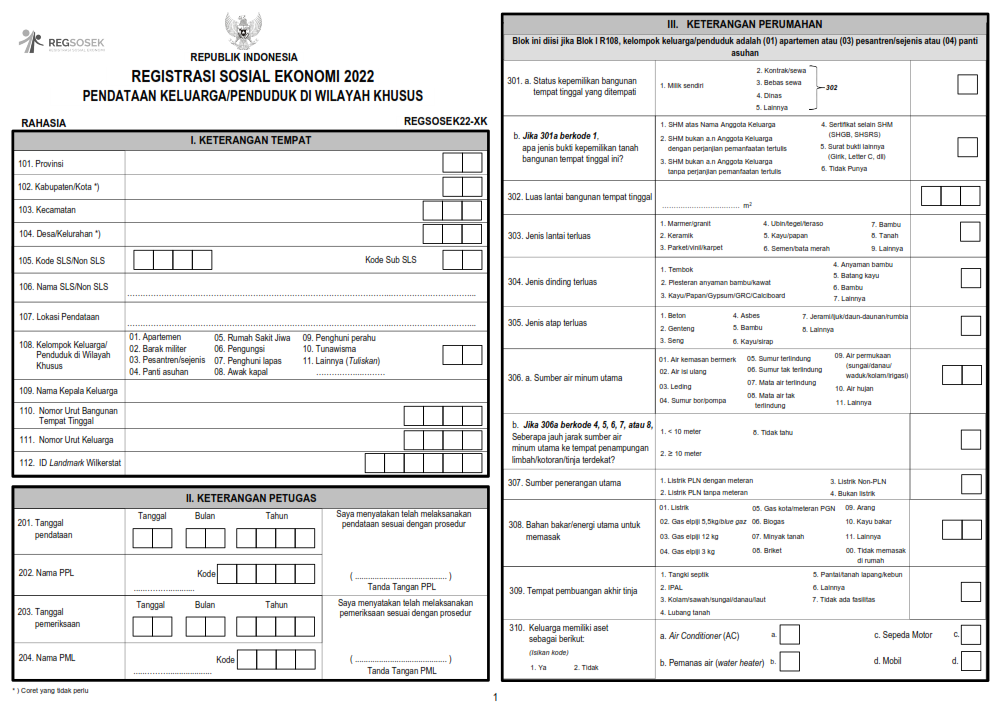 REGSOSEK
REPUBLIK INDONESIA
REGISTRASI SOSIAL EKONOMI 2022
PENDATAAN KELUARGA/PENDUDUK DI WILAYAH KHUSUS
RAHASIA
REGSOSEK22-XK
I. KETERANGAN TEMPAT
101. Provinsi
102. Kabupaten/Kota *)
103. Kecamatan
104. Desa/Kelurahan *)
105. Kode SLS/Non SLS
Kode Sub SLS
106. Nama SLS/Non SLS
107. Lokasi Pendataan
108. Kelompok Keluarga/
Penduduk di Wilayah
Khusus
01. Apartemen
02. Barak militer
03. Pesantren/sejenis
04. Panti asuhan
05. Rumah Sakit Jiwa
06. Pengungsi
07. Penghuni lapas
08. Awak kapal
09. Penghuni perahu
10. Tunawisma
11. Lainnya (Tuliskan)
........................
109. Nama Kepala Keluarga
110. Nomor Urut Bangunan
Tempat Tinggal
111. Nomor Urut Keluarga
112. ID Landmark Wilkerstat
II. KETERANGAN PETUGAS
201. Tanggal
pendataan
Tanggal Bulan Tahun
Saya menyatakan telah melaksanakan
pendataan sesuai dengan prosedur
202. Nama PPL
Kode
( ........................................... )
Tanda Tangan PPL
203. Tanggal
pemeriksaan
Tanggal Bulan Tahun
Saya menyatakan telah melaksanakan
pemeriksaan sesuai dengan prosedur
204. Nama PML
Kode
( ........................................... )
Tanda Tangan PML
* ) Coret yang tidak perlu
III. KETERANGAN PERUMAHAN
Blok ini diisi jika Blok I R108, kelompok keluarga/penduduk adalah (01) apartemen atau (03) pesantren/sejenis atau (04) panti
asuhan
301. a. Status kepemilikan bangunan
tempat tinggal yang ditempati
1. Milik sendiri
2. Kontrak/sewa
3. Bebas sewa
4. Dinas
5. Lainnya
302
b. Jika 301a berkode 1,
apa jenis bukti kepemilikan tanah
bangunan tempat tinggal ini?
1. SHM atas Nama Anggota Keluarga
2. SHM bukan a.n Anggota Keluarga
dengan perjanjian pemanfaatan tertulis
3. SHM bukan a.n Anggota Keluarga
tanpa perjanjian pemanfaatan tertulis
4. Sertifikat selain SHM
(SHGB, SHSRS)
5. Surat bukti lainnya
(Girik, Letter C, dll)
6. Tidak Punya
302. Luas lantai bangunan tempat tinggal
................................ m²
303. Jenis lantai terluas
1. Marmer/granit
2. Keramik
3. Parket/vinil/karpet
4. Ubin/tegel/teraso
5. Kayu/papan
6. Semen/bata merah
7. Bambu
8. Tanah
9. Lainnya
304. Jenis dinding terluas
1. Tembok
2. Plesteran anyaman bambu/kawat
3. Kayu/Papan/Gypsum/GRC/Calciboard
4. Anyaman bambu
5. Batang kayu
6. Bambu
7. Lainnya
305. Jenis atap terluas
1. Beton
2. Genteng
3. Seng
4. Asbes
5. Bambu
6. Kayu/sirap
7. Jerami/ijuk/daun-daunan/rumbia
8. Lainnya
306. a. Sumber air minum utama
01. Air kemasan bermerk
02. Air isi ulang
03. Leding
04. Sumur bor/pompa
05. Sumur terlindung
06. Sumur tak terlindung
07. Mata air terlindung
08. Mata air tak
terlindung
09. Air permukaan
(sungai/danau/
waduk/kolam/irigasi)
10. Air hujan
11. Lainnya
b. Jika 306a berkode 4, 5, 6, 7, atau 8,
Seberapa jauh jarak sumber air
minum utama ke tempat penampungan
limbah/kotoran/tinja terdekat?
1. < 10 meter
2. ≥ 10 meter
8. Tidak tahu
307. Sumber penerangan utama
1. Listrik PLN dengan meteran
2. Listrik PLN tanpa meteran
3. Listrik Non-PLN
4. Bukan listrik
308. Bahan bakar/energi utama untuk
memasak
01. Listrik
02. Gas elpiji 5,5kg/blue gaz
03. Gas elpiji 12 kg
04. Gas elpiji 3 kg
05. Gas kota/meteran PGN
06. Biogas
07. Minyak tanah
08. Briket
09. Arang
10. Kayu bakar
11. Lainnya
00. Tidak memasak
di rumah
309. Tempat pembuangan akhir tinja
1. Tangki septik
2. IPAL
3. Kolam/sawah/sungai/danau/laut
4. Lubang tanah
5. Pantai/tanah lapang/kebun
6. Lainnya
7. Tidak ada fasilitas
310. Keluarga memiliki aset
sebagai berikut:
(Isikan kode)
1. Ya 2. Tidak
a. Air Conditioner (AC) a.
b. Pemanas air (water heater) b.
c. Sepeda Motor c.
d. Mobil d.
1